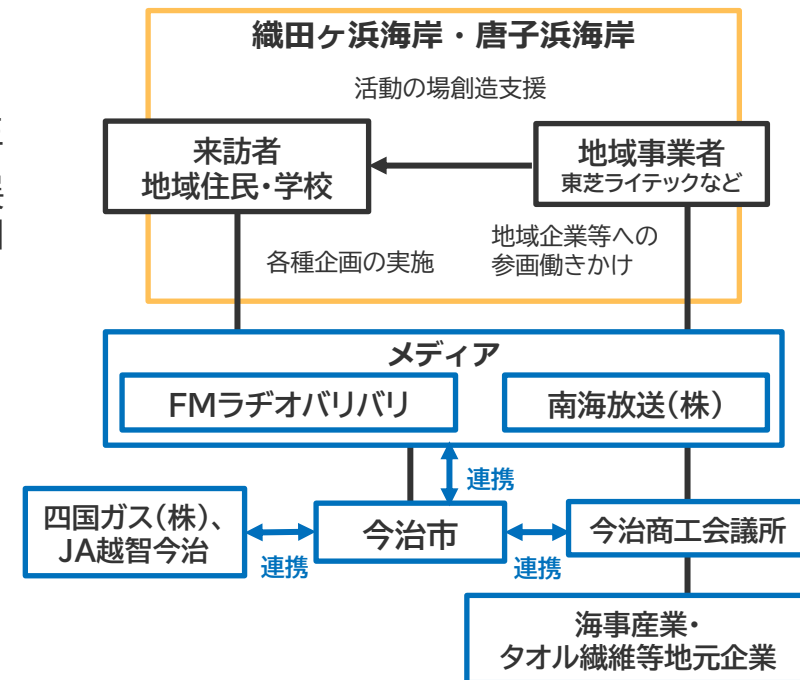 織田ヶ浜海岸・唐子浜海岸
活動の場創造支援
来訪者
地域住民・学校
地域事業者
東芝ライテックなど
各種企画の実施
地域企業等への
参画働きかけ
メディア
FMラヂオバリバリ
南海放送(株)
連携
四国ガス(株)、
JA越智今治
連携
今治市
連携
今治商工会議所
海事産業・
タオル繊維等地元企業